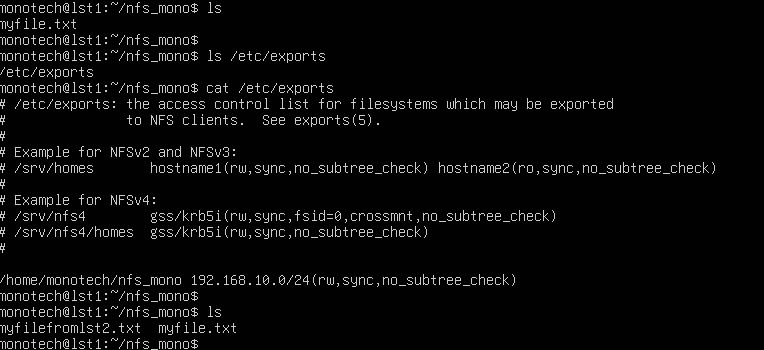 monotech@lst1:~/nfs_mono$ ls
myfile.txt
monotech@lst1:~/nfs_mono$
monotech@lst1:~/nfs_mono$ ls /etc/exports
/etc/exports
monotech@lst1:~/nfs_mono$ cat /etc/exports
# /etc/exports: the access control list for filesystems which may be exported
#               to NFS clients.  See exports(5).
#
# Example for NFSv2 and NFSv3:
# /srv/homes       hostname1(rw,sync,no_subtree_check) hostname2(ro,sync,no_subtree_check)
#
# Example for NFSv4:
# /srv/nfs4        gss/krb5i(rw,sync,fsid=0,crossmnt,no_subtree_check)
# /srv/nfs4/homes  gss/krb5i(rw,sync,no_subtree_check)
#
/home/monotech/nfs_mono 192.168.10.0/24(rw,sync,no_subtree_check)
monotech@lst1:~/nfs_mono$
monotech@lst1:~/nfs_mono$ ls
myfilefromlst2.txt  myfile.txt
monotech@lst1:~/nfs_mono$